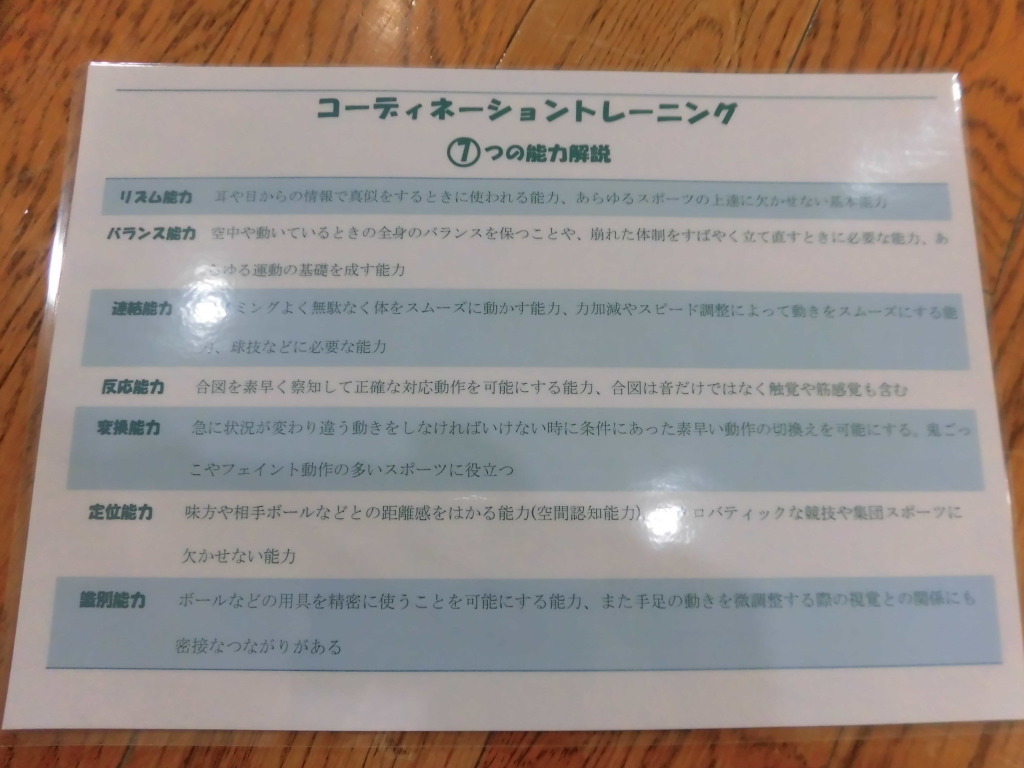 コーディネーショントレーニング
⑦つの能力解説
リズム能力 耳や目からの情報で真似をするときに使われる能力、あらゆるスポーツの上達に欠かせない基本能力
バランス能力 空中や動いているときの全身のバランスを保つことや、崩れた体制をすばやく立て直すときに必要な能力、あ
らゆる運動の基礎を成す能力
連結能力 ミングよく無駄なく体をスムーズに動かす能力、力加減やスピード調整によって動きをスムーズにする能
力、球技などに必要な能力
反応能力 合図を素早く察知して正確な対応動作を可能にする能力、合図は音だけではなく触覚や筋感覚も含む
変換能力 急に状況が変わり違う動きをしなければいけない時に条件にあった素早い動作の切換えを可能にする。鬼ごっ
こやフェイント動作の多いスポーツに役立つ
定位能力 味方や相手ボールなどとの距離感をはかる能力(空間認知能力) ロバティックな競技や集団スポーツに
欠かせない能力
識別能力 ボールなどの用具を精密に使うことを可能にする能力、また手足の動きを微調整する際の視覚との関係にも
密接なつながりがある